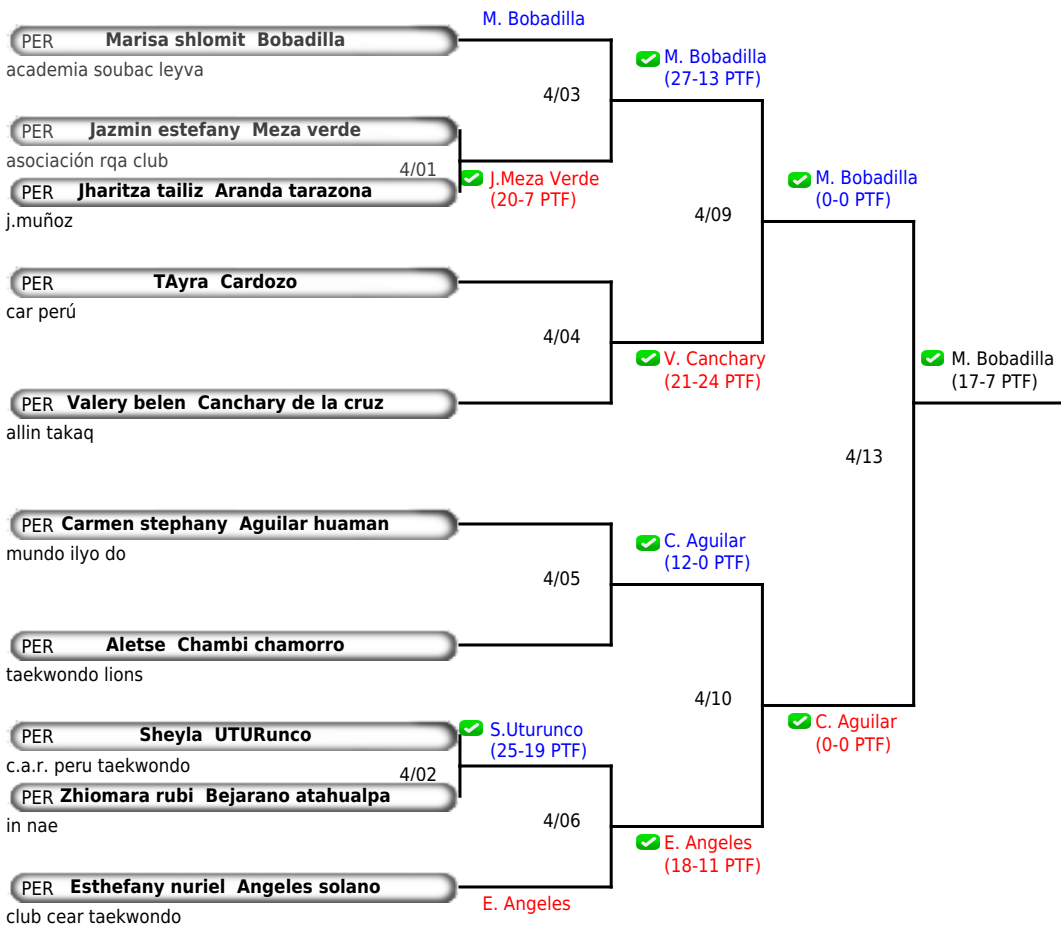 M. Bobadilla
PER Marisa shlomit Bobadilla
academia soubac leyva
4/03
M. Bobadilla
(27-13 PTF)
PER Jazmin estefany Meza verde
asociación rqa club
4/01
PER Jharitza tailiz Aranda tarazona
j.muñoz
J.Meza Verde
(20-7 PTF)
4/09
M. Bobadilla
(0-0 PTF)
PER TAyra Cardozo
car perú
4/04
V. Canchary
(21-24 PTF)
PER Valery belen Canchary de la cruz
allin takaq
M. Bobadilla
(17-7 PTF)
4/13
PER Carmen stephany Aguilar huaman
mundo ilyo do
4/05
C. Aguilar
(12-0 PTF)
PER Aletse Chambi chamorro
taekwondo lions
4/10
C. Aguilar
(0-0 PTF)
PER Sheyla UTURunco
c.a.r. peru taekwondo
4/02
S.Uturunco
(25-19 PTF)
PER Zhiomara rubi Bejarano atahualpa
in nae
4/06
E. Angeles
(18-11 PTF)
PER Esthefany nuriel Angeles solano
club cear taekwondo
E. Angeles